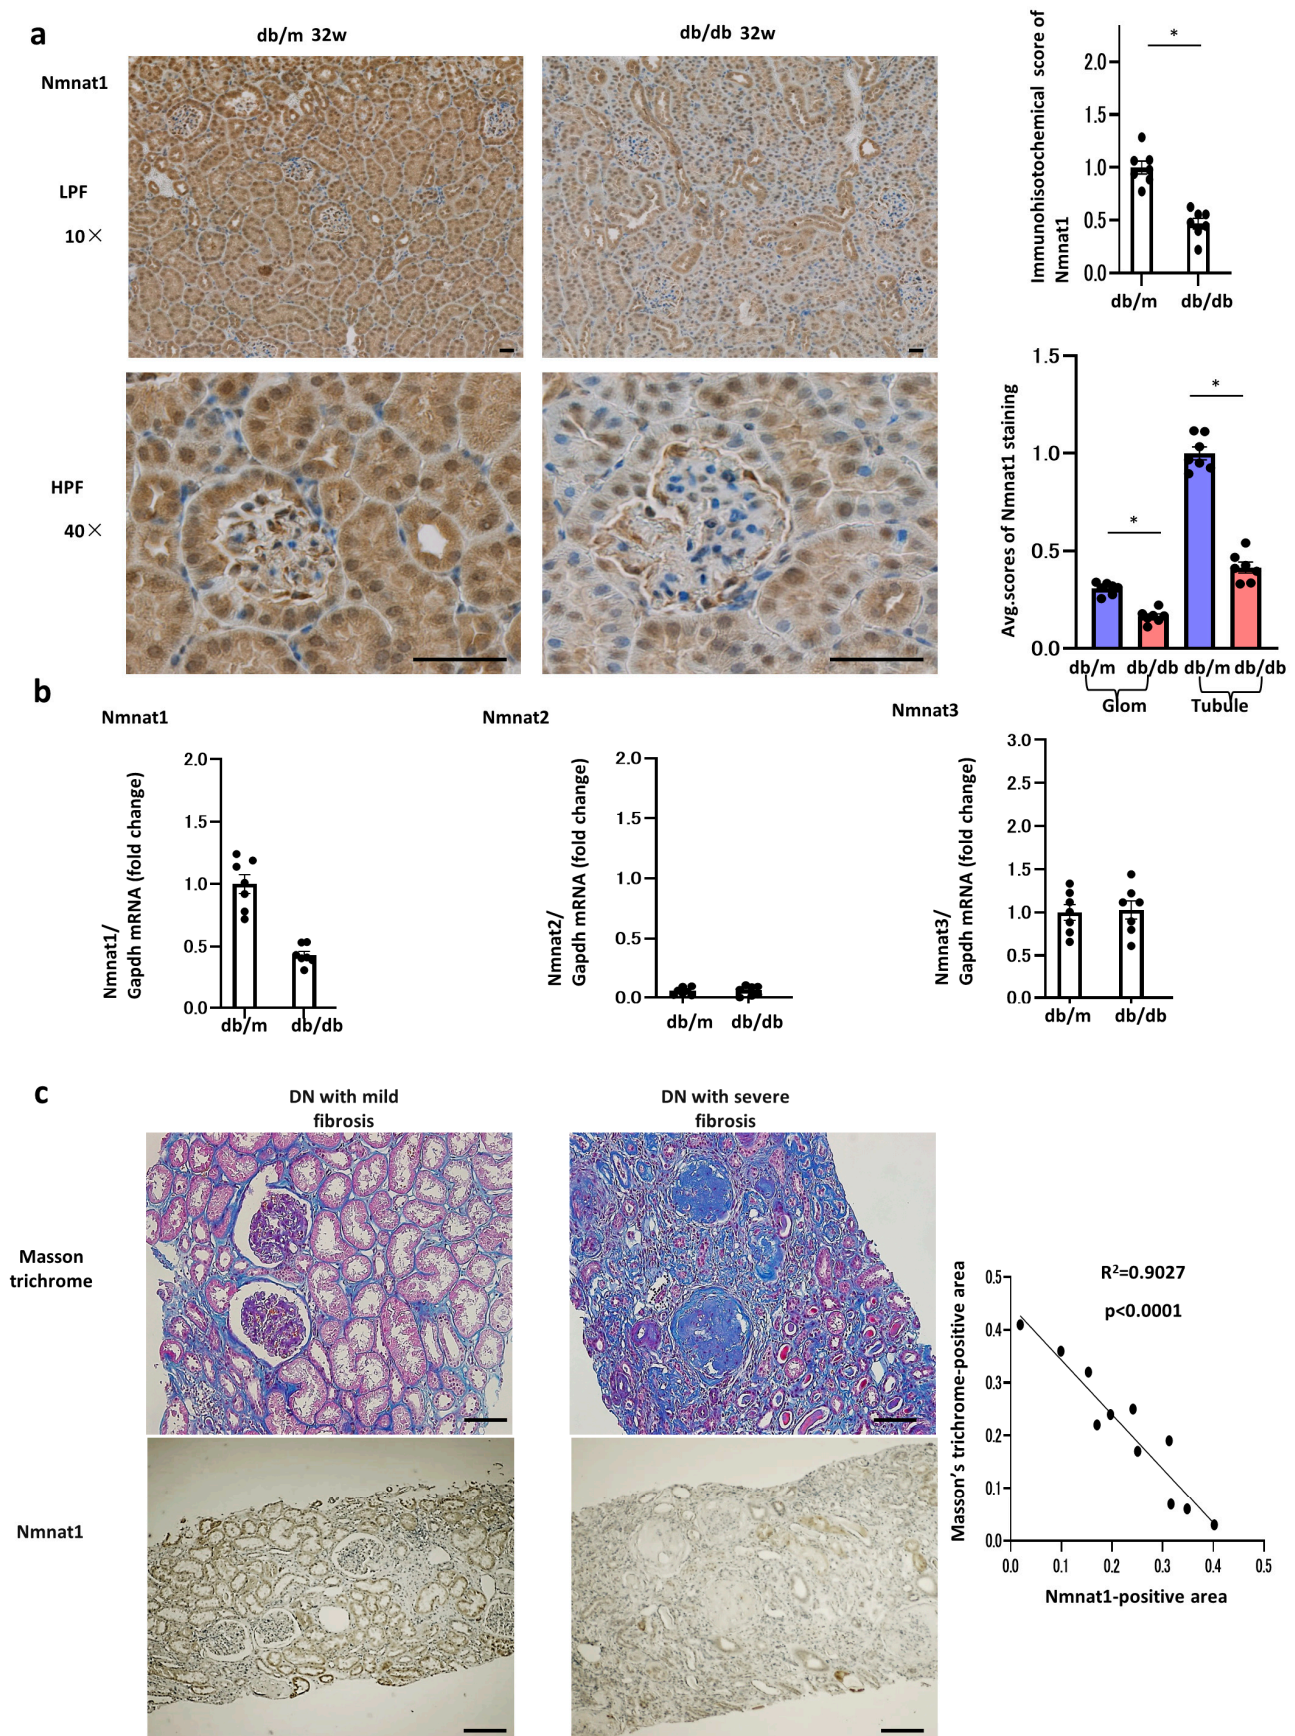 a
db/m 32w
db/db 32w
Nmnat1
LPF
10×
HPF
40×
Immunohisotochemical score of
Nmnat1
2.0
1.5
1.0
0.5
0.0
*
db/m
db/db
Avg.scores of Nmnat1 staining
1.5
1.0
0.5
0.0
*
*
db/m
db/db
db/m
db/db
Glom
Tubule
b
Nmnat1
Nmnat1/
Gapdh mRNA (fold change)
2.0
1.5
1.0
0.5
0.0
db/m
db/db
Nmnat2
Nmnat2/
Gapdh mRNA (fold change)
2.0
1.5
1.0
0.5
0.0
db/m
db/db
Nmnat3
Nmnat3/
Gapdh mRNA (fold change)
3.0
2.5
2.0
1.5
1.0
0.5
0.0
db/m
db/db
c
DN with mild
fibrosis
DN with severe
fibrosis
Masson
trichrome
Nmnat1
Masson's trichrome-positive area
R²=0.9027
p<0.0001
0.5
0.4
0.3
0.2
0.1
0.0
0.0
0.1
0.2
0.3
0.4
0.5
Nmnat1-positive area